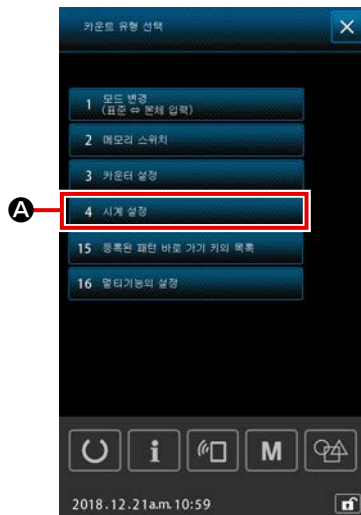 카운트 유형 선택
1 모드 변경
(표준 ⇔ 본체 입력)
2 메모리 스위치
3 카운터 설정
A
4 시계 설정
15 등록된 패턴 바로 가기 키의 목록
16 멀티기능의 설정
M
2018.12.21a.m.10:59